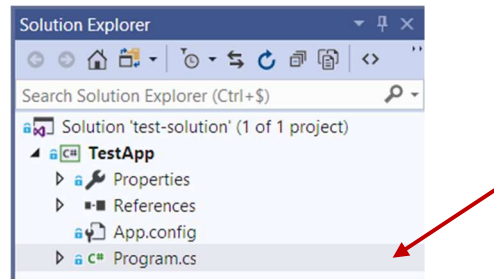 Solution Explorer
Search Solution Explorer (Ctrl+$)
Solution 'test-solution' (1 of 1 project)
C# TestApp
Properties
References
App.config
C# Program.cs